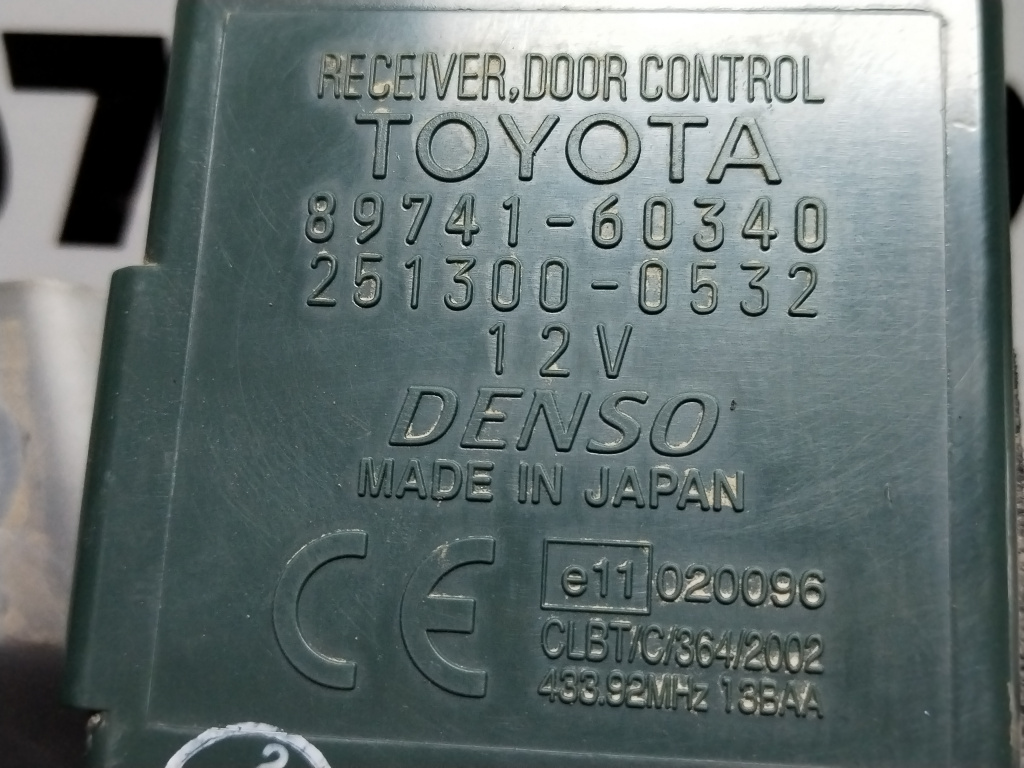 RECEIVER, DOOR CONTROL
TOYOTA
89741-60340
251300-0532
12V
DENSO
MADE IN JAPAN
CE e11 020096
CLBT/C/364/2002
433.92MHz 13BAA
2